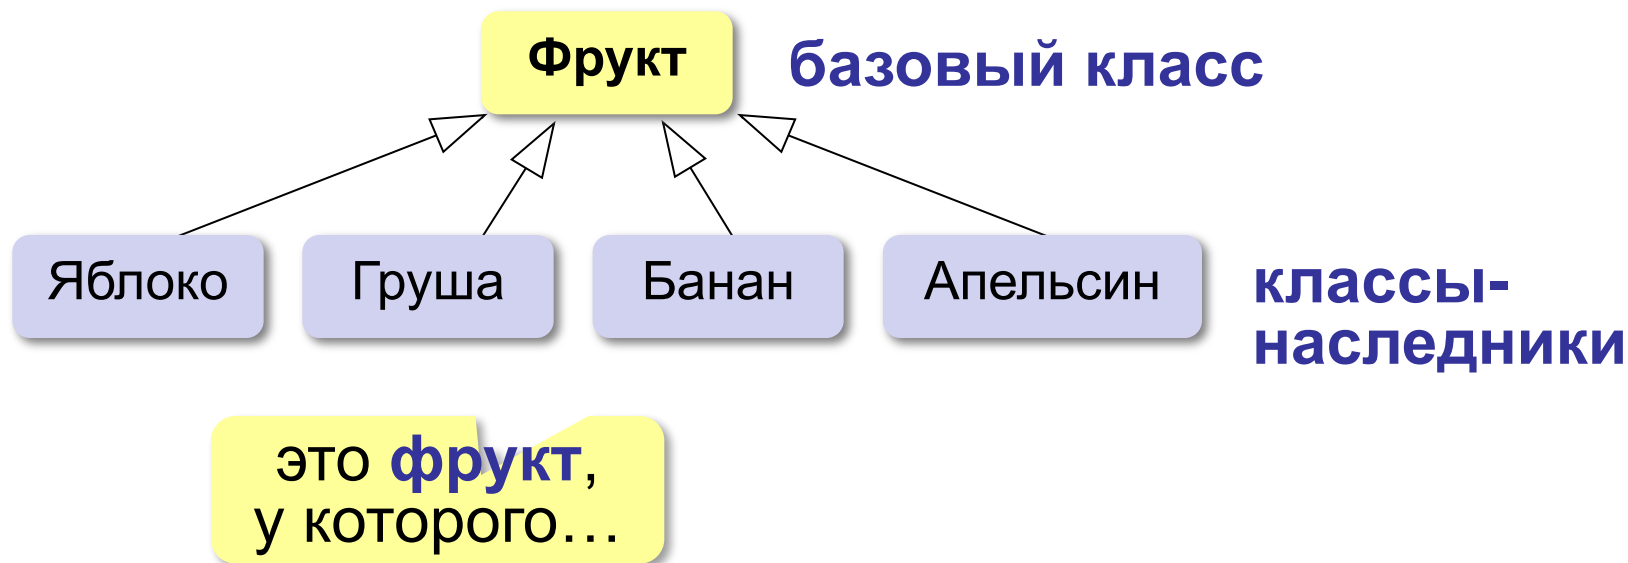 Фрукт
базовый класс
Яблоко
Груша
Банан
Апельсин
классы-
наследники
это фрукт,
у которого…